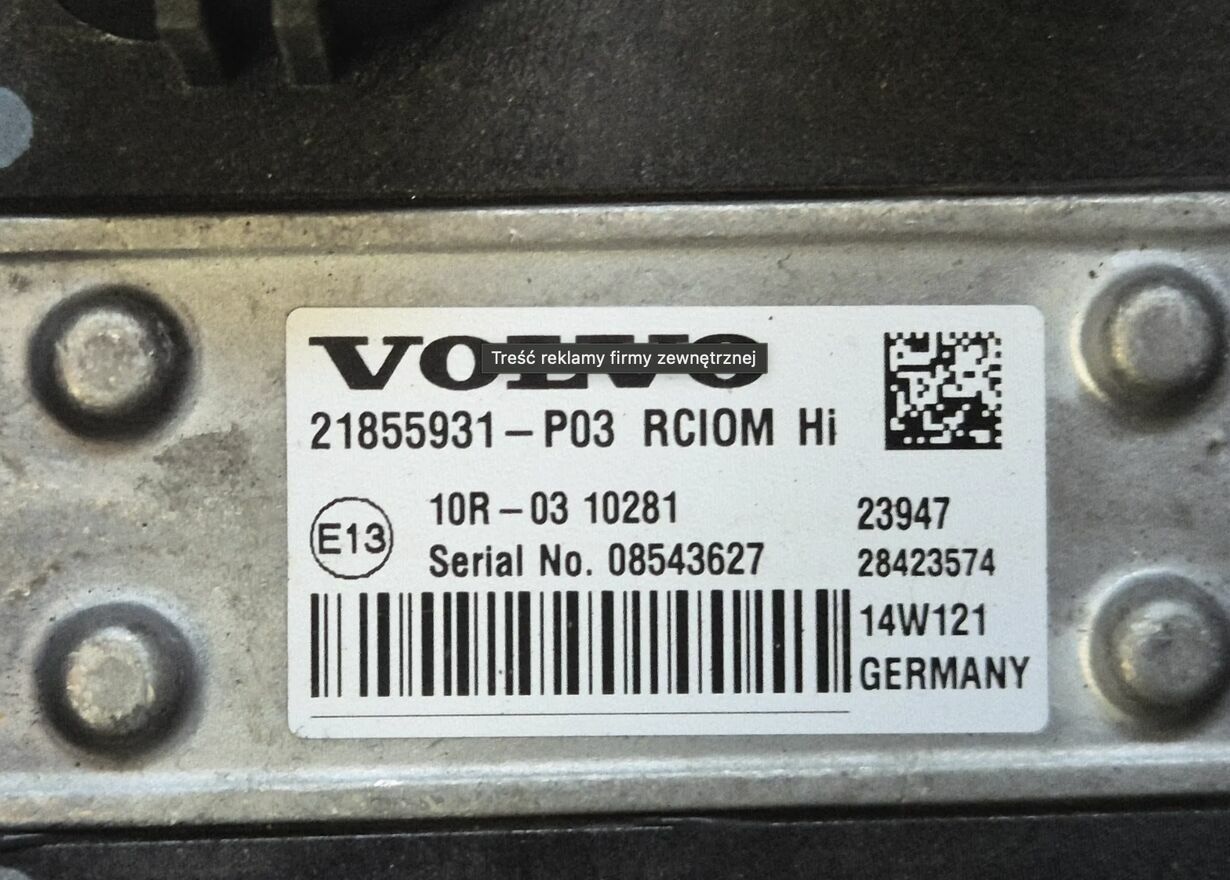 VOLVO
Treść reklamy firmy zewnętrznej
21855931-P03 RCIOM Hi
E13
10R-03 10281
23947
Serial No. 08543627
28423574
14W121
GERMANY